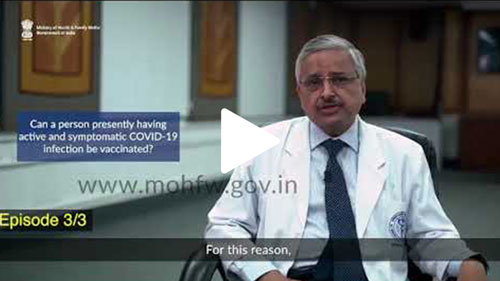 Ministry of Health & Family Welfare
Government of India
Can a person presently having
active and symptomatic COVID-19
infection be vaccinated?
www.mohfw.gov.in
Episode 3/3
For this reason,